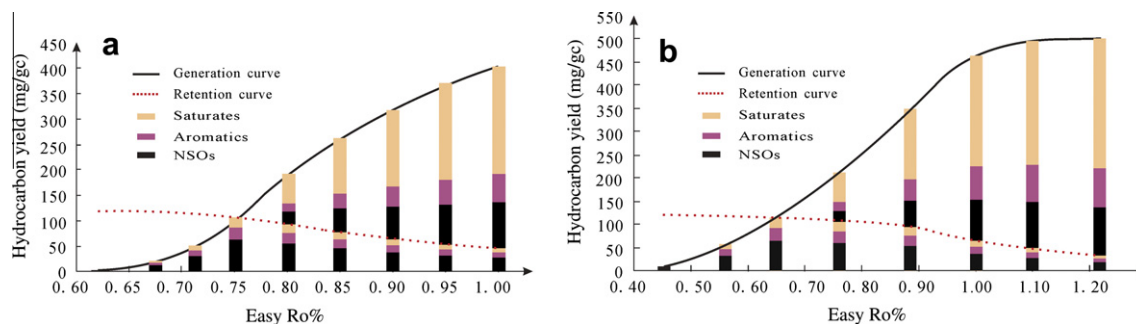 a
450
400
350
300
250
200
150
100
50
0
Hydrocarbon yield (mg/gc)
Generation curve
Retention curve
Saturates
Aromatics
NSOs
0. 60 0. 65 0. 70 0. 75 0. 80 0. 85 0. 90 0. 95 1. 00
Easy Ro%
b
550
500
450
400
350
300
250
200
150
100
50
0
Hydrocarbon yield (mg/gc)
Generation curve
Retention curve
Saturates
Aromatics
NSOs
0. 40 0. 50 0. 60 0. 70 0. 80 0. 90 1. 00 1. 10 1. 20
Easy Ro%